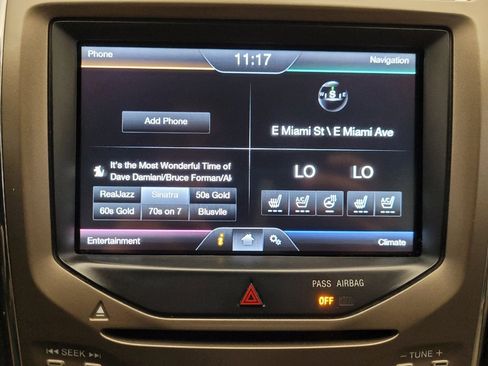 Phone
11:17
Navigation
W S E
Add Phone
E Miami St \ E Miami Ave
It's the Most Wonderful Time of
Dave Damiani/Bruce Forman/Al
LO LO
RealJazz Sinatra 50s Gold
60s Gold 70s on 7 Blusvlle
A/C A/C
Entertainment
i
Climate
PASS AIRBAG
OFF
SEEK
− TUNE +